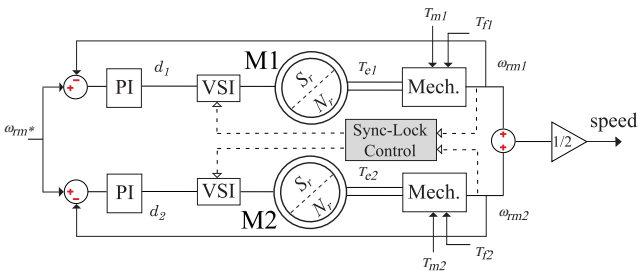 T_m1
T_f1
d_1
M1
T_e1
ω_rm1
PI
VSI
S_r
N_r
Mech.
ω_rm*
Sync-Lock
Control
1/2
speed
PI
VSI
S_r
N_r
T_e2
Mech.
d_2
M2
ω_rm2
T_m2
T_f2